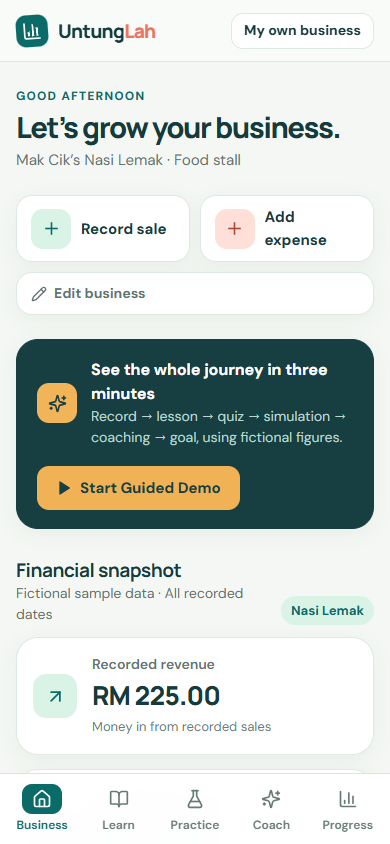 UntungLah
My own business
GOOD AFTERNOON
Let's grow your business.
Mak Cik's Nasi Lemak · Food stall
Record sale
Add
expense
Edit business
See the whole journey in three
minutes
Record → lesson → quiz → simulation →
coaching → goal, using fictional figures.
Start Guided Demo
Financial snapshot
Fictional sample data · All recorded
dates
Nasi Lemak
Recorded revenue
RM 225.00
Money in from recorded sales
Business
Learn
Practice
Coach
Progress